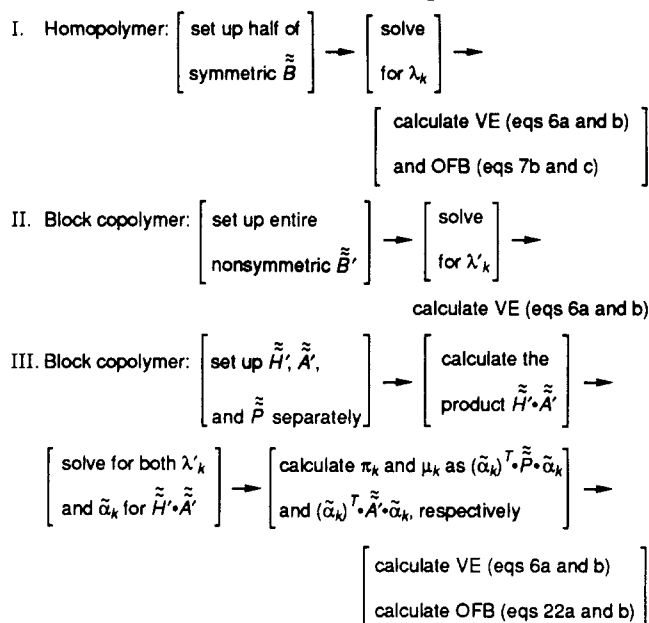 I. Homopolymer: [set up half of symmetric B̃̃] → [solve for λₖ] →
[calculate VE (eqs 6a and b) and OFB (eqs 7b and c)]
II. Block copolymer: [set up entire nonsymmetric B̃̃′] → [solve for λ′ₖ] →
calculate VE (eqs 6a and b)
III. Block copolymer: [set up H̃̃′, Ã̃′, and P̃̃ separately] → [calculate the product H̃̃′•Ã̃′] →
[solve for both λ′ₖ and α̃ₖ for H̃̃′•Ã̃′] → [calculate πₖ and μₖ as (α̃ₖ)ᵀ•P̃̃•α̃ₖ and (α̃ₖ)ᵀ•Ã̃′•α̃ₖ, respectively] →
[calculate VE (eqs 6a and b)
calculate OFB (eqs 22a and b)]